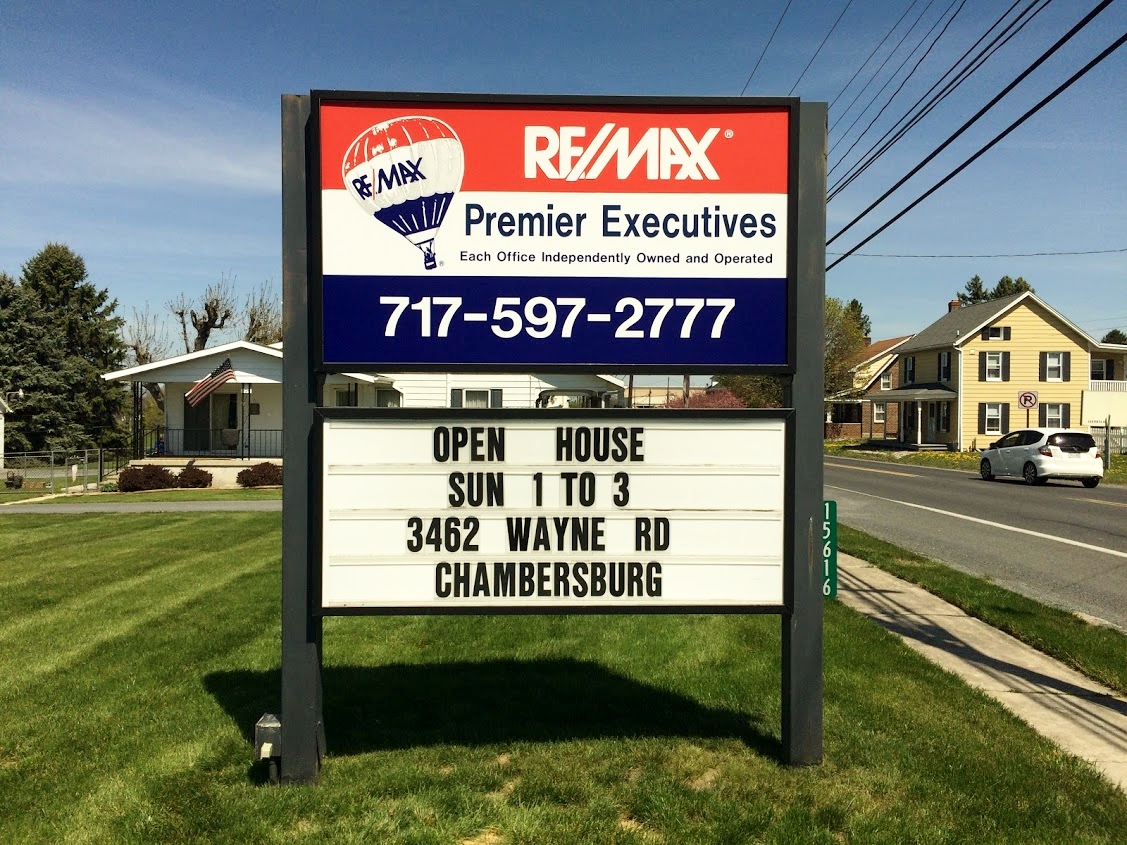 RE/MAX®
RE/MAX
Premier Executives
Each Office Independently Owned and Operated
®
717-597-2777
OPEN HOUSE
SUN 1 TO 3
3462 WAYNE RD
CHAMBERSBURG
15616
P